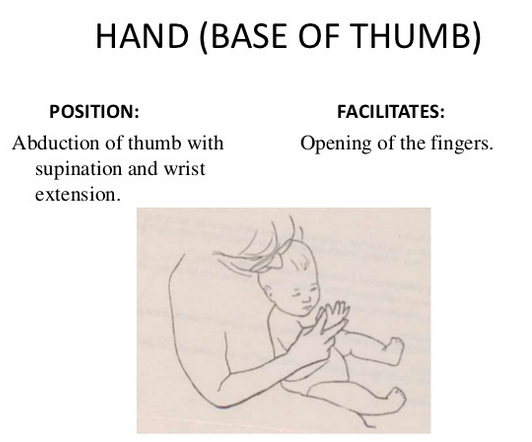 HAND (BASE OF THUMB)
POSITION:
Abduction of thumb with
supination and wrist
extension.
FACILITATES:
Opening of the fingers.